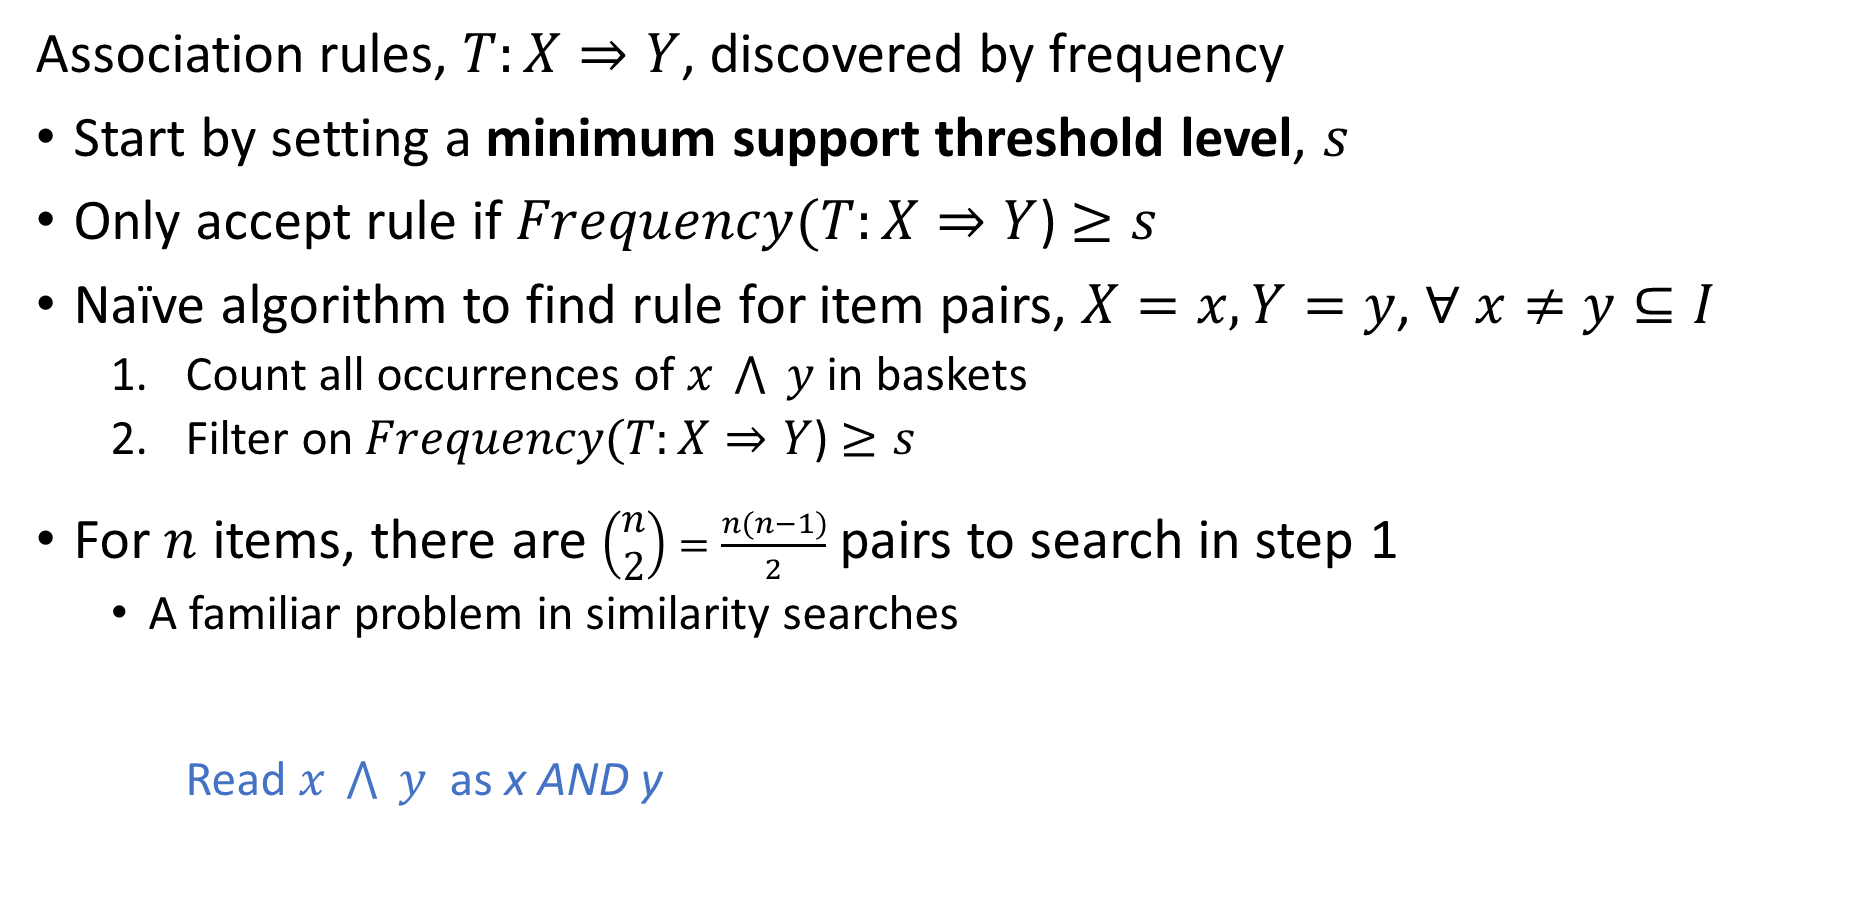 Association rules, T: X ⇒ Y, discovered by frequency
• Start by setting a minimum support threshold level, s
• Only accept rule if Frequency(T: X ⇒ Y) ≥ s
• Naïve algorithm to find rule for item pairs, X = x, Y = y, ∀ x ≠ y ⊆ I
1. Count all occurrences of x ⋀ y in baskets
2. Filter on Frequency(T: X ⇒ Y) ≥ s
• For n items, there are (n 2) = n(n−1)/2 pairs to search in step 1
• A familiar problem in similarity searches
Read x ⋀ y as x AND y